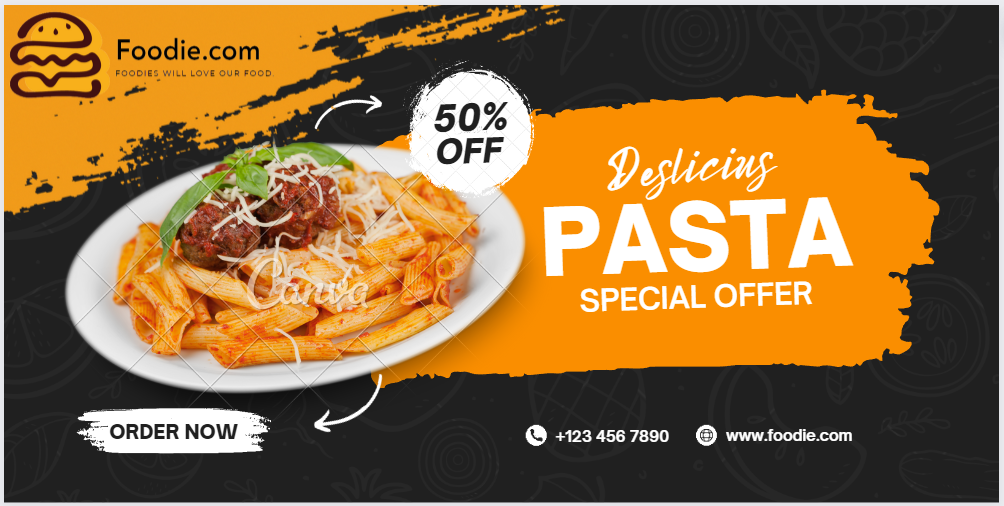 Foodie.com
FOODIES WILL LOVE OUR FOOD.
50%
OFF
Deslicius
PASTA
SPECIAL OFFER
Canva
ORDER NOW
+123 456 7890
www.foodie.com